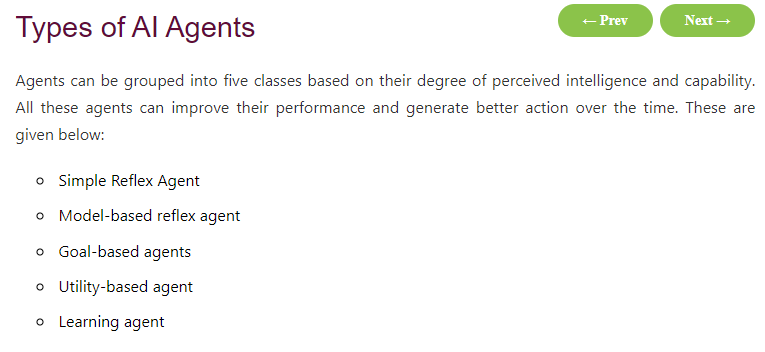 Types of AI Agents
← Prev
Next →
Agents can be grouped into five classes based on their degree of perceived intelligence and capability.
All these agents can improve their performance and generate better action over the time. These are
given below:
Simple Reflex Agent
Model-based reflex agent
Goal-based agents
Utility-based agent
Learning agent